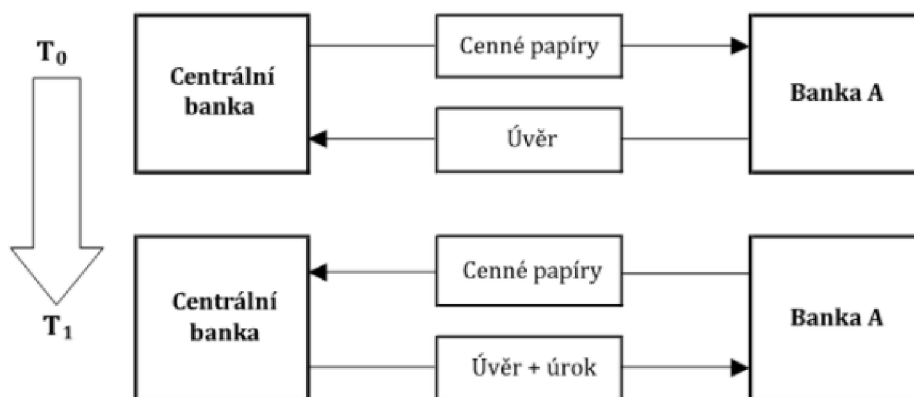 T₀
Centrální
banka
Cenné papíry
Úvěr
Banka A
T₁
Centrální
banka
Cenné papíry
Úvěr + úrok
Banka A